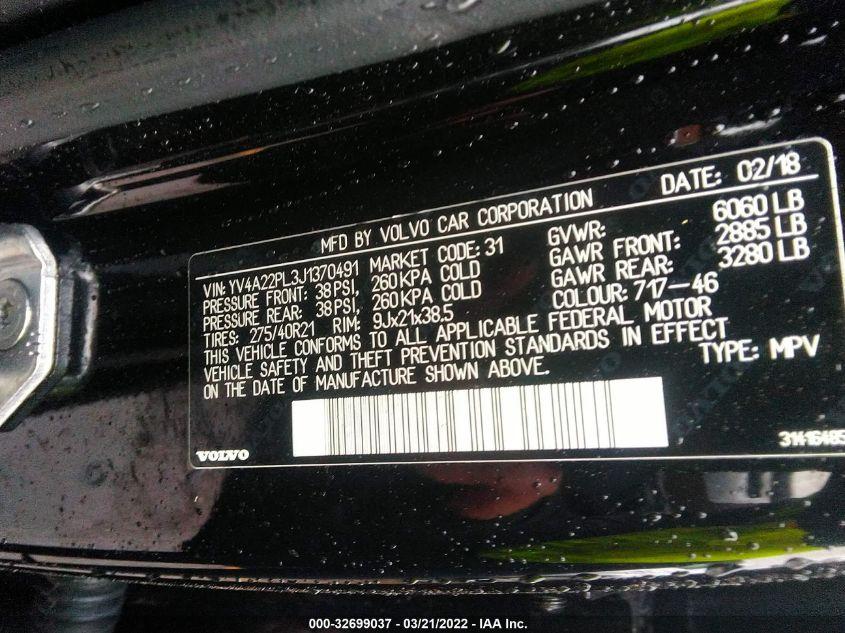 MFD BY VOLVO CAR CORPORATION DATE: 02/18
VIN: YV4A22PL3J1370491 MARKET CODE: 31 GVWR: 6060 LB
PRESSURE FRONT: 38 PSI, 260 KPA COLD GAWR FRONT: 2885 LB
PRESSURE REAR: 38 PSI, 260 KPA COLD GAWR REAR: 3280 LB
TIRES: 275/40R21 RIM: 9Jx21x38.5 COLOUR: 717-46
THIS VEHICLE CONFORMS TO ALL APPLICABLE FEDERAL MOTOR
VEHICLE SAFETY AND THEFT PREVENTION STANDARDS IN EFFECT
ON THE DATE OF MANUFACTURE SHOWN ABOVE. TYPE: MPV
VOLVO
000-32699037 - 03/21/2022 - IAA Inc.